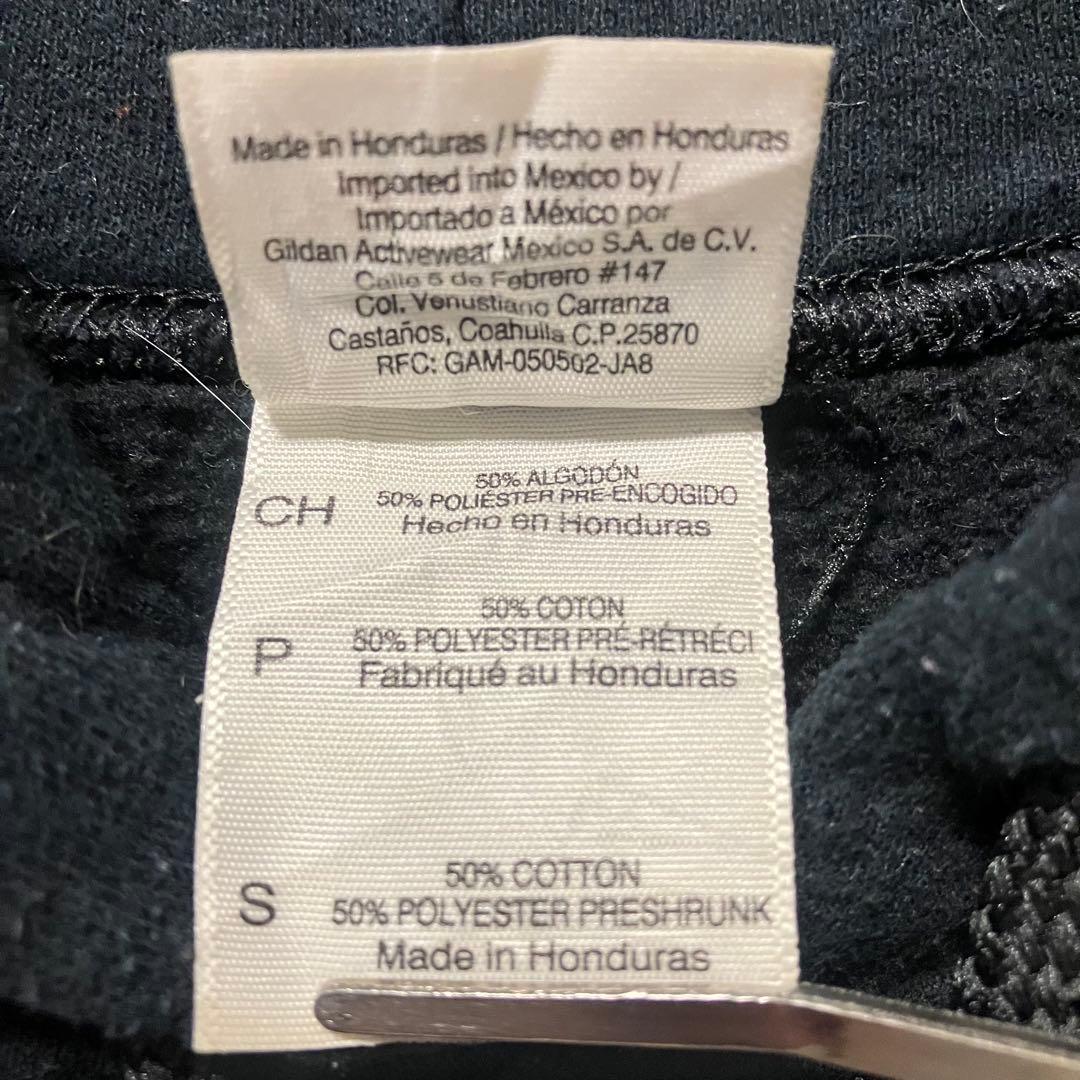 Made in Honduras / Hecho en Honduras
Imported into Mexico by /
Importado a México por
Gildan Activewear Mexico S.A. de C.V.
Calle 5 de Febrero #147
Col. Venustiano Carranza
Castaños, Coahuila C.P.25870
RFC: GAM-050502-JA8
CH
50% ALGODÓN
50% POLIÉSTER PRE-ENCOGIDO
Hecho en Honduras
P
50% COTON
50% POLYESTER PRÉ-RÉTRÉCI
Fabriqué au Honduras
S
50% COTTON
50% POLYESTER PRESHRUNK
Made in Honduras